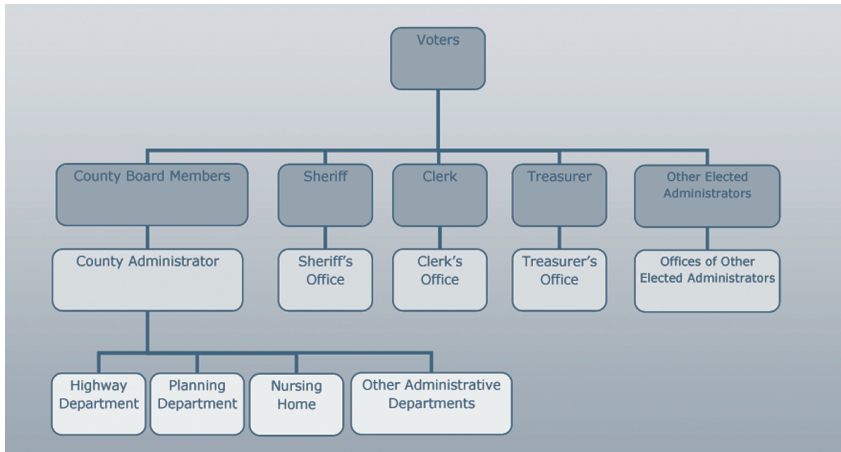 Voters
County Board Members
Sheriff
Clerk
Treasurer
Other Elected
Administrators
County Administrator
Sheriff's
Office
Clerk's
Office
Treasurer's
Office
Offices of Other
Elected Administrators
Highway
Department
Planning
Department
Nursing
Home
Other Administrative
Departments